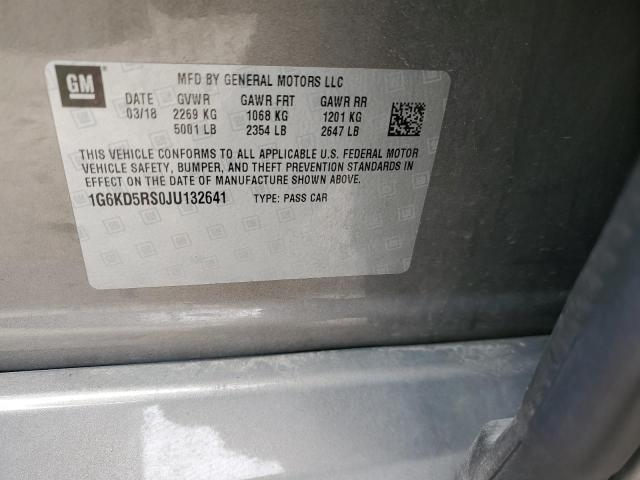 GM
MFD BY GENERAL MOTORS LLC
DATE GVWR GAWR FRT GAWR RR
03/18 2269 KG 1068 KG 1201 KG
5001 LB 2354 LB 2647 LB
THIS VEHICLE CONFORMS TO ALL APPLICABLE U.S. FEDERAL MOTOR
VEHICLE SAFETY, BUMPER, AND THEFT PREVENTION STANDARDS IN
EFFECT ON THE DATE OF MANUFACTURE SHOWN ABOVE.
1G6KD5RS0JU132641 TYPE: PASS CAR